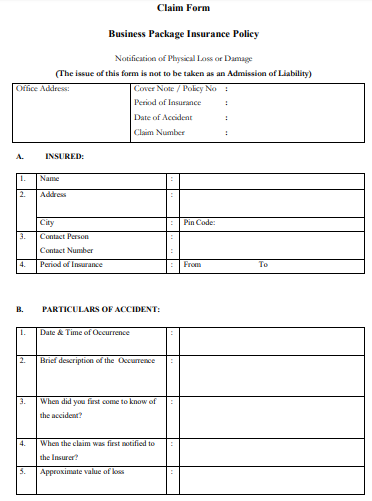 Claim Form
Business Package Insurance Policy
Notification of Physical Loss or Damage
(The issue of this form is not to be taken as an Admission of Liability)
Office Address:
Cover Note / Policy No :
Period of Insurance :
Date of Accident :
Claim Number :
A. INSURED:
1. Name :
2. Address :
City : Pin Code:
3. Contact Person :
Contact Number :
4. Period of Insurance : From To
B. PARTICULARS OF ACCIDENT:
1. Date & Time of Occurrence :
2. Brief description of the Occurrence :
3. When did you first come to know of :
the accident?
4. When the claim was first notified to :
the Insurer?
5. Approximate value of loss :